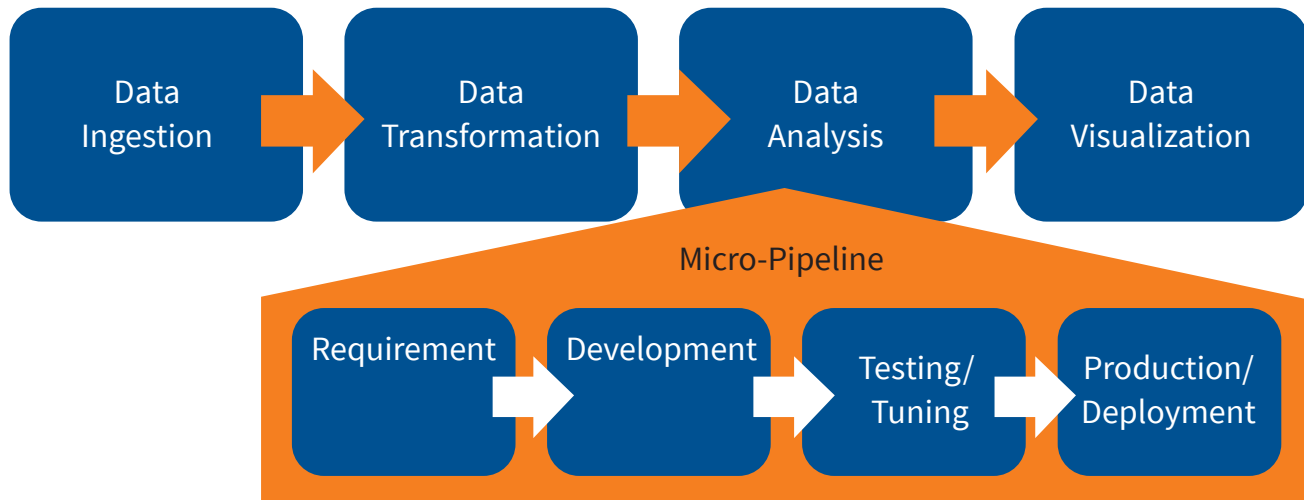 Data
Ingestion
Data
Transformation
Data
Analysis
Data
Visualization
Micro-Pipeline
Requirement
Development
Testing/
Tuning
Production/
Deployment